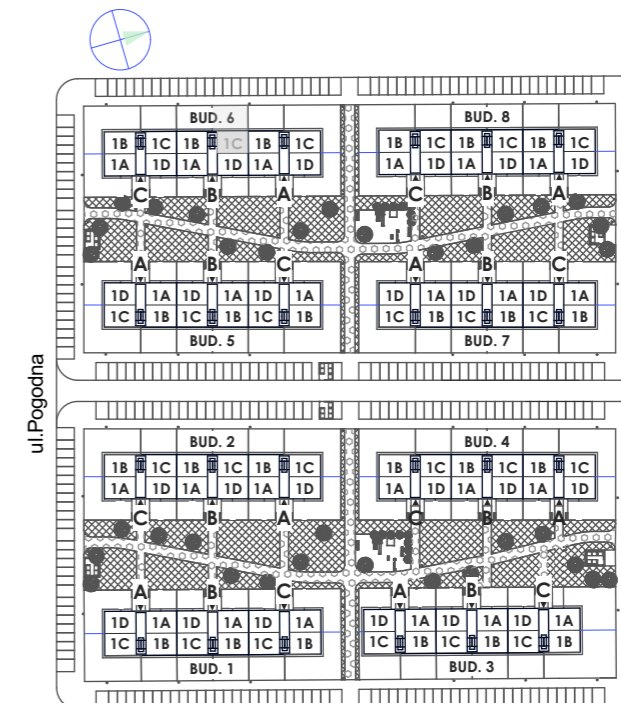 BUD. 6 BUD. 8
1B 1C 1B 1C 1B 1C 1B 1C 1B 1C 1B 1C
1A 1D 1A 1D 1A 1D 1A 1D 1A 1D 1A 1D
C B A C B A
A B C A B C
1D 1A 1D 1A 1D 1A 1D 1A 1D 1A 1D 1A
1C 1B 1C 1B 1C 1B 1C 1B 1C 1B 1C 1B
BUD. 5 BUD. 7
ul.Pogodna
BUD. 2 BUD. 4
1B 1C 1B 1C 1B 1C 1B 1C 1B 1C 1B 1C
1A 1D 1A 1D 1A 1D 1A 1D 1A 1D 1A 1D
C B A C B A
A B C A B C
1D 1A 1D 1A 1D 1A 1D 1A 1D 1A 1D 1A
1C 1B 1C 1B 1C 1B 1C 1B 1C 1B 1C 1B
BUD. 1 BUD. 3